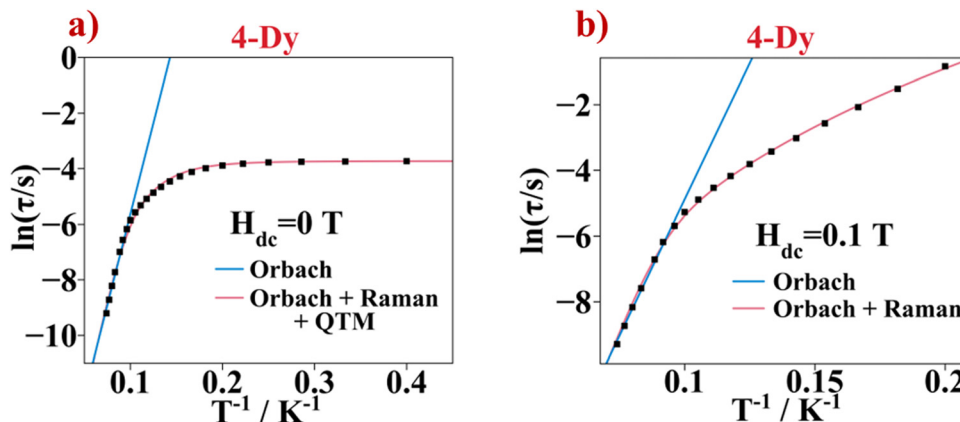 a)
4-Dy
0
−2
−4
−6
−8
−10
ln(τ/s)
H_dc=0 T
Orbach
Orbach + Raman
+ QTM
0.1
0.2
0.3
0.4
T⁻¹ / K⁻¹
b)
4-Dy
−2
−4
−6
−8
ln(τ/s)
H_dc=0.1 T
Orbach
Orbach + Raman
0.1
0.15
0.2
T⁻¹ / K⁻¹